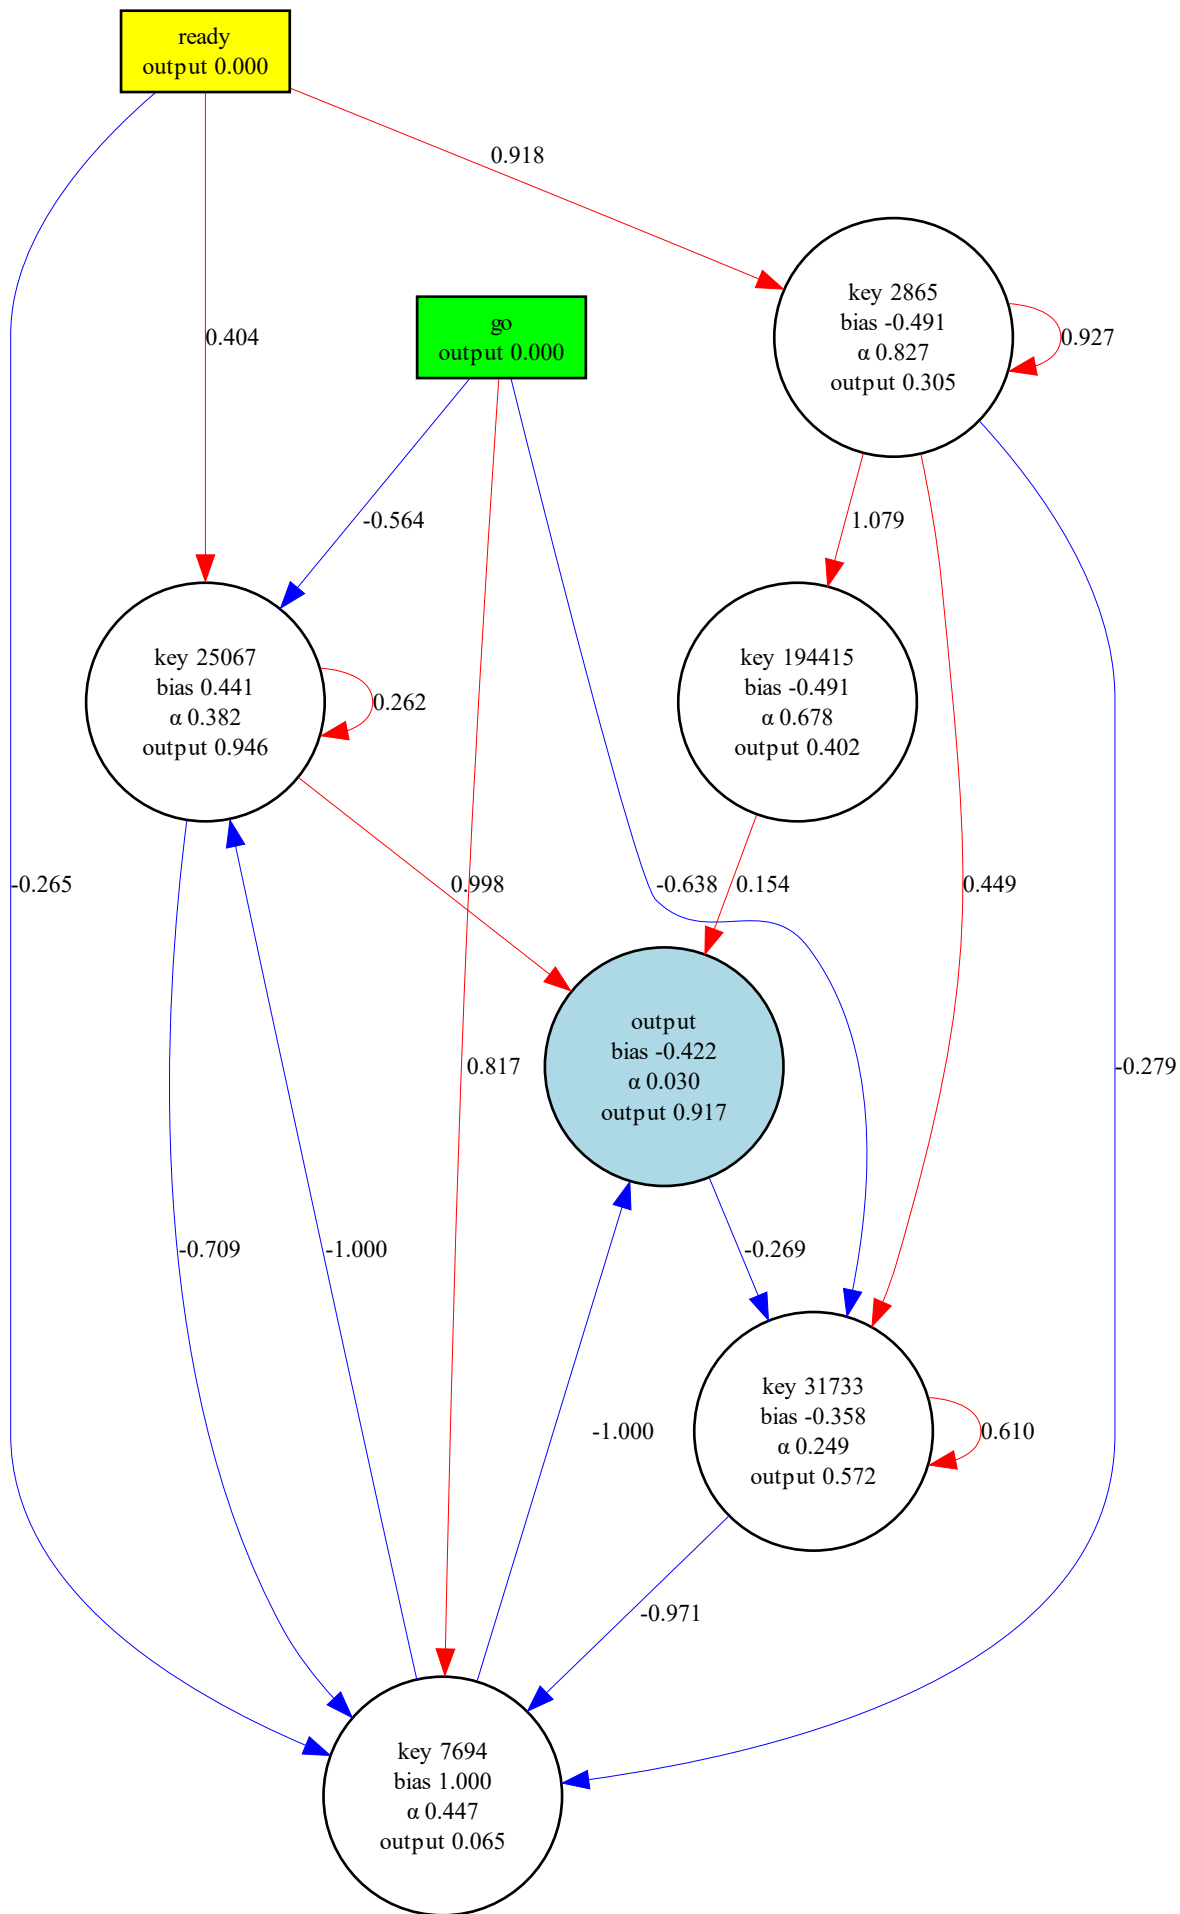 ready
output 0.000
0.918
key 2865
bias -0.491
α 0.827
output 0.305
0.927
go
output 0.000
0.404
-0.564
1.079
key 25067
bias 0.441
α 0.382
output 0.946
0.262
key 194415
bias -0.491
α 0.678
output 0.402
-0.265
0.998
-0.638
0.154
0.449
output
bias -0.422
α 0.030
output 0.917
0.817
-0.279
-0.709
-1.000
-0.269
key 31733
bias -0.358
α 0.249
output 0.572
-1.000
0.610
-0.971
key 7694
bias 1.000
α 0.447
output 0.065